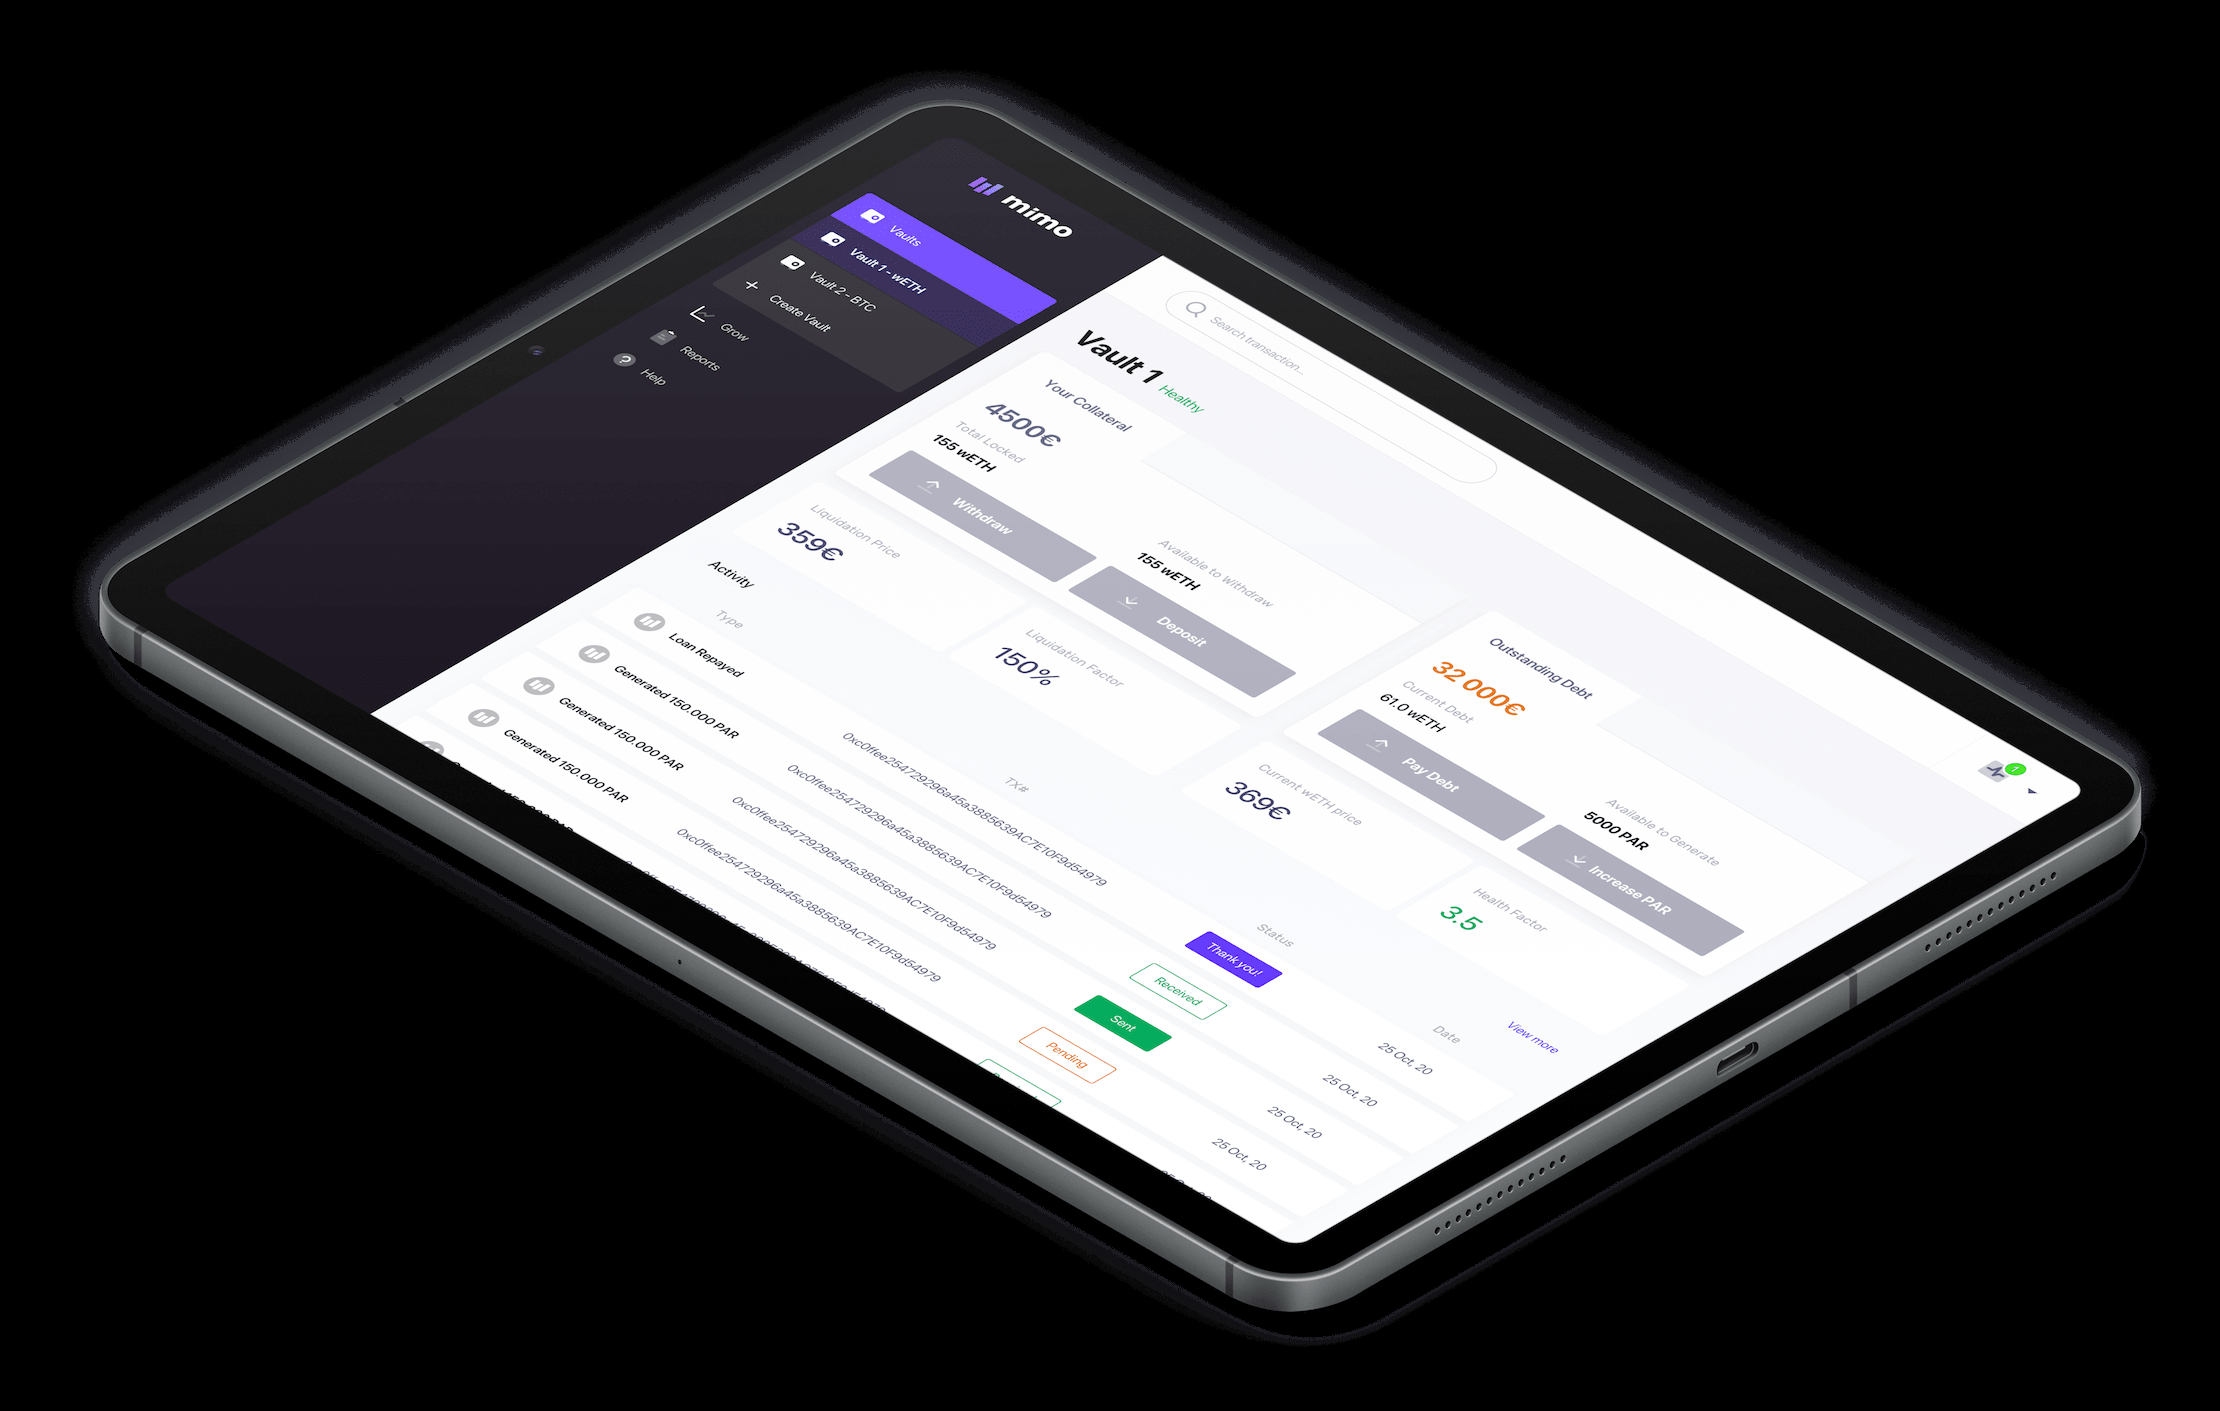 mimo
Vaults
Vault 1 - wETH
Vault 2 - BTC
Create Vault
Grow
Reports
? Help
Search transaction...
1
Vault 1 Healthy
Your Collateral
4500€
Total Locked
155 wETH
Available to Withdraw
155 wETH
Withdraw
Deposit
Outstanding Debt
32 000€
Current Debt
61.0 wETH
Available to Generate
5000 PAR
Pay Debt
Increase PAR
Liquidation Price
359€
Liquidation Factor
150%
Current wETH price
369€
Health Factor
3.5
Activity
View more
Type TX# Status Date
Loan Repayed 0xc0ffee254729296a45a3885639AC7E10F9d54979 Thank you! 25 Oct, 20
Generated 150.000 PAR 0xc0ffee254729296a45a3885639AC7E10F9d54979 Received 25 Oct, 20
Generated 150.000 PAR 0xc0ffee254729296a45a3885639AC7E10F9d54979 Sent 25 Oct, 20
Generated 150.000 PAR 0xc0ffee254729296a45a3885639AC7E10F9d54979 Pending 25 Oct, 20